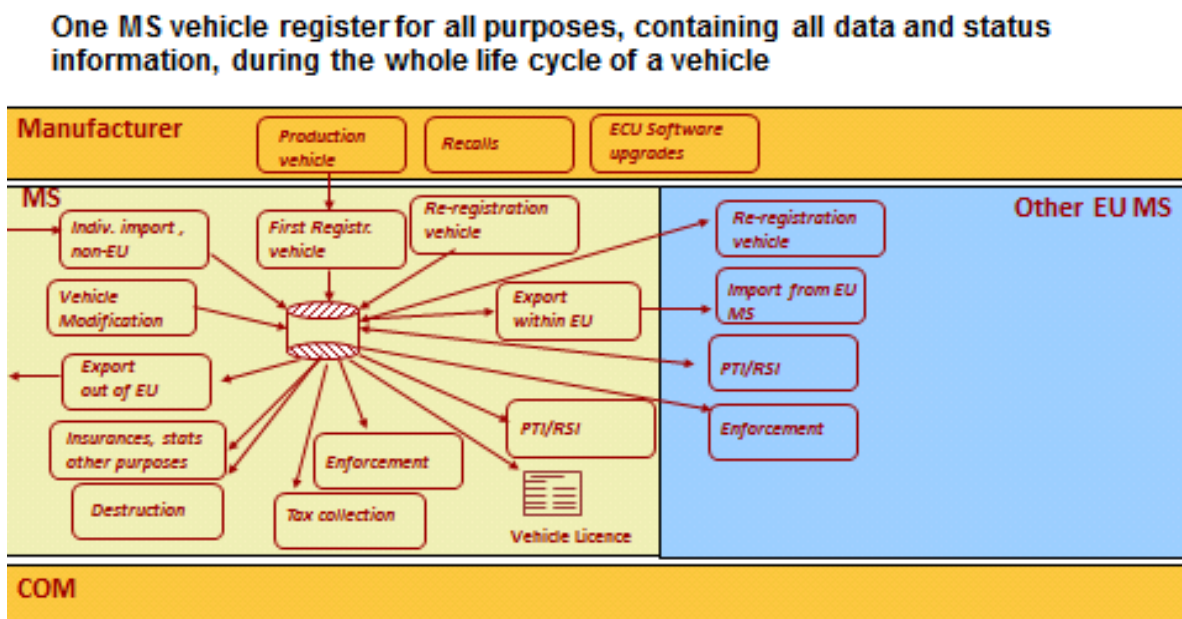 One MS vehicle register for all purposes, containing all data and status
information, during the whole life cycle of a vehicle
Manufacturer
Production
vehicle
Recalls
ECU Software
upgrades
MS
Indiv. import ,
non-EU
First Registr.
vehicle
Re-registration
vehicle
Other EU MS
Re-registration
vehicle
Vehicle
Modification
Export
within EU
Import from EU
MS
Export
out of EU
PTI/RSI
Insurances, stats
other purposes
Enforcement
PTI/RSI
Enforcement
Destruction
Tax collection
Vehicle Licence
COM